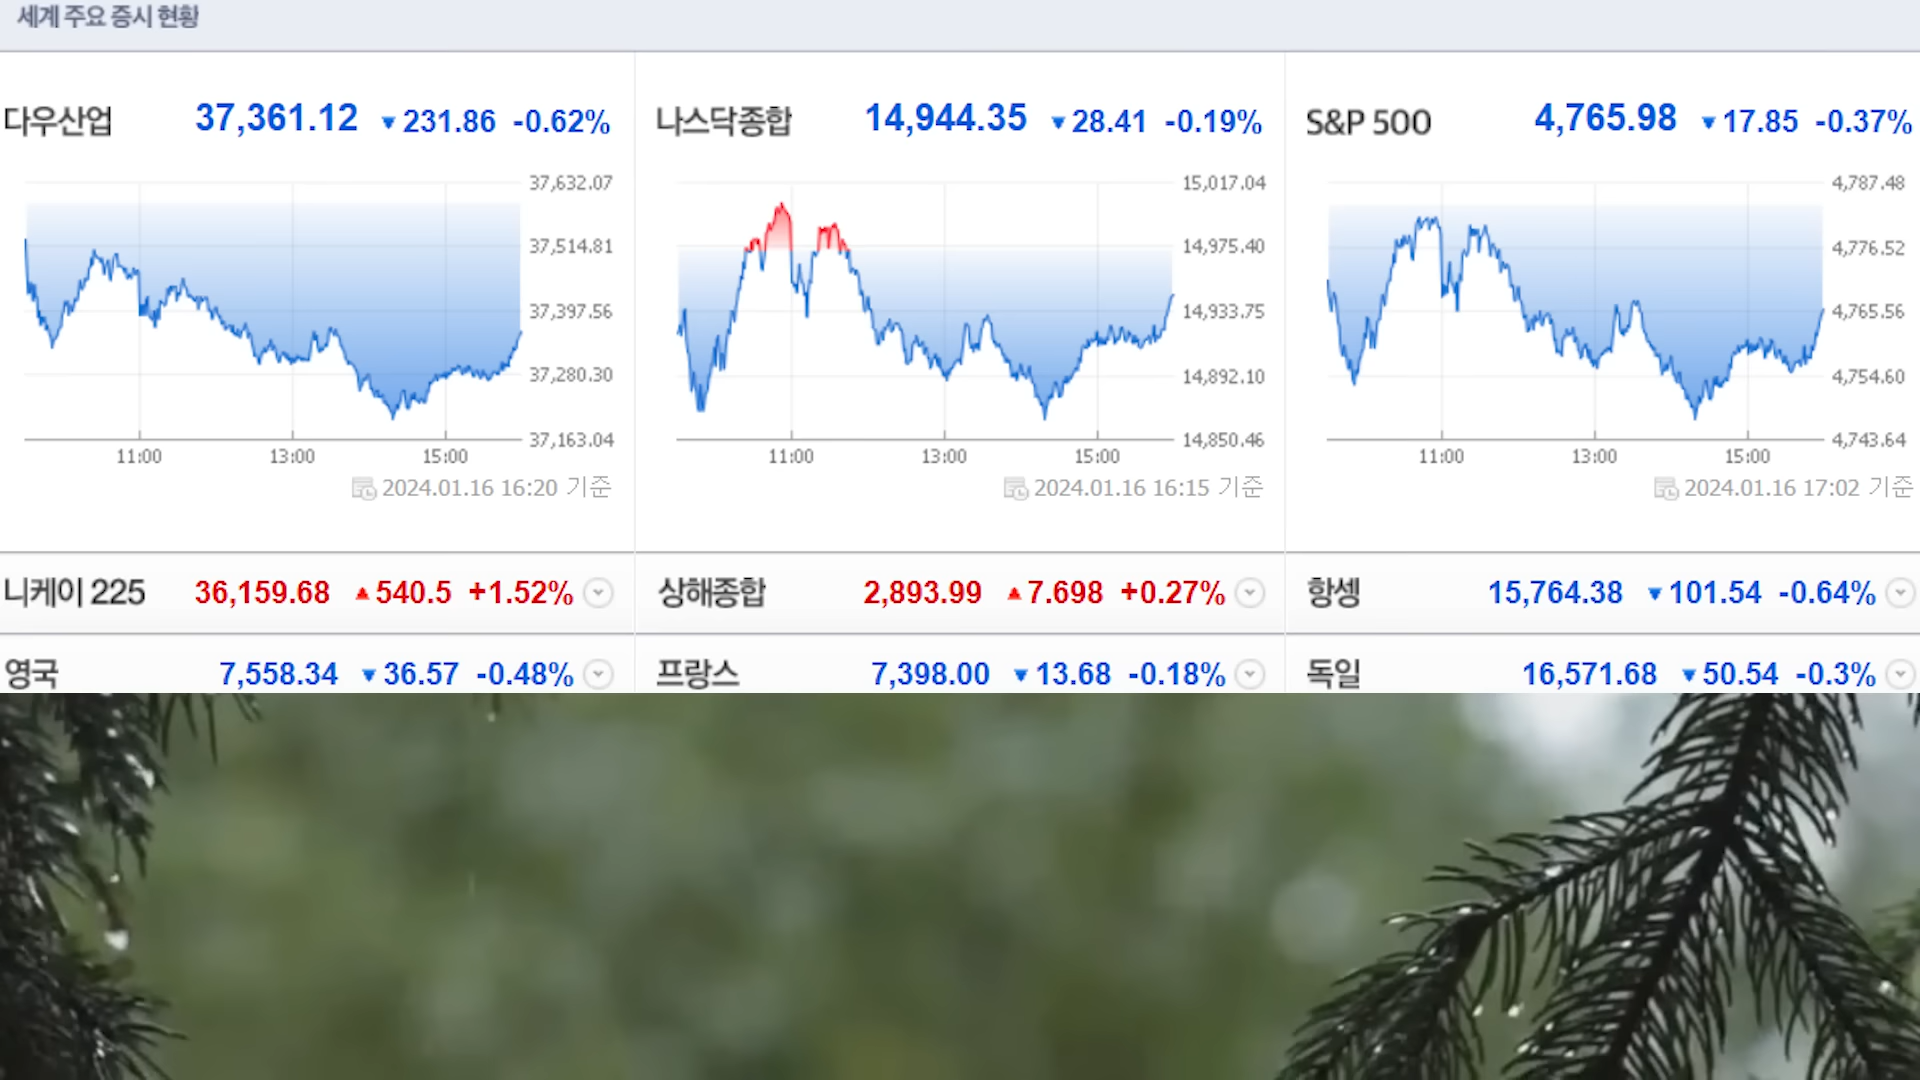 세계 주요 증시 현황
다우산업 37,361.12 ▼231.86 -0.62%
37,632.07
37,514.81
37,397.56
37,280.30
37,163.04
11:00 13:00 15:00
2024.01.16 16:20 기준
나스닥종합 14,944.35 ▼28.41 -0.19%
15,017.04
14,975.40
14,933.75
14,892.10
14,850.46
11:00 13:00 15:00
2024.01.16 16:15 기준
S&P 500 4,765.98 ▼17.85 -0.37%
4,787.48
4,776.52
4,765.56
4,754.60
4,743.64
11:00 13:00 15:00
2024.01.16 17:02 기준
니케이 225 36,159.68 ▲540.5 +1.52%
상해종합 2,893.99 ▲7.698 +0.27%
항셍 15,764.38 ▼101.54 -0.64%
영국 7,558.34 ▼36.57 -0.48%
프랑스 7,398.00 ▼13.68 -0.18%
독일 16,571.68 ▼50.54 -0.3%